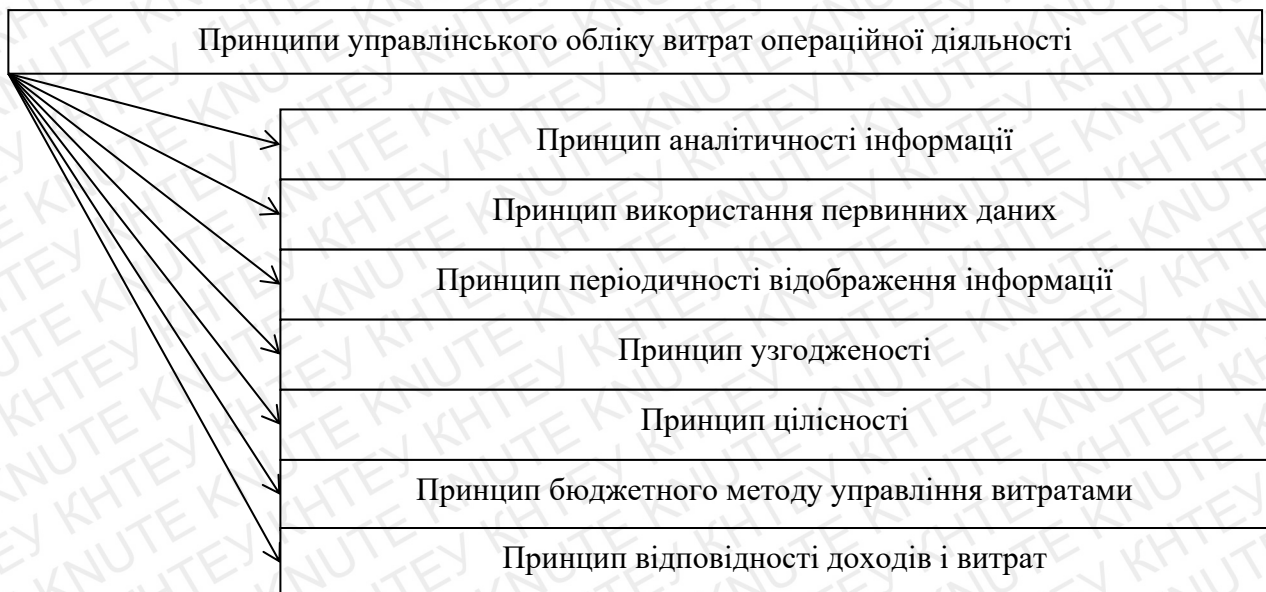 Принципи управлінського обліку витрат операційної діяльності
Принцип аналітичності інформації
Принцип використання первинних даних
Принцип періодичності відображення інформації
Принцип узгодженості
Принцип цілісності
Принцип бюджетного методу управління витратами
Принцип відповідності доходів і витрат